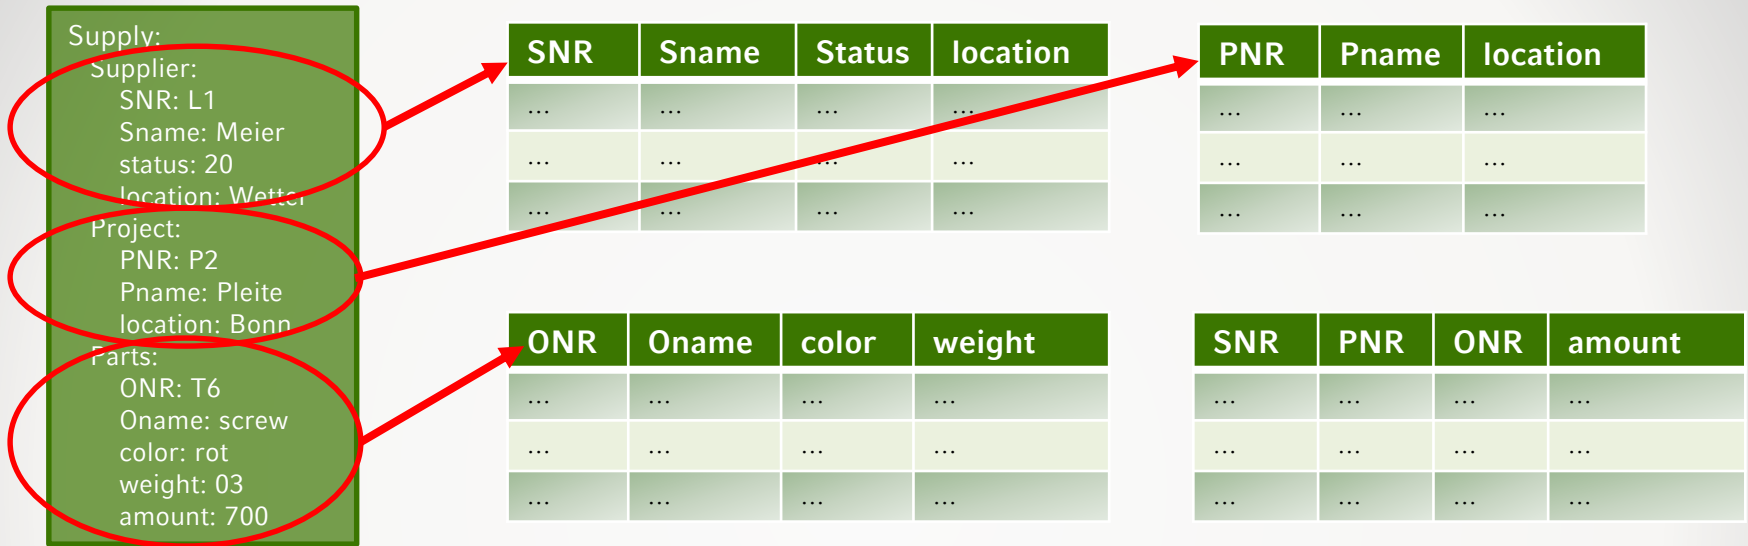 Supply:
Supplier:
SNR: L1
Sname: Meier
status: 20
location: Wetter
Project:
PNR: P2
Pname: Pleite
location: Bonn
Parts:
ONR: T6
Oname: screw
color: rot
weight: 03
amount: 700
SNR Sname Status location
... ... ... ...
... ... ... ...
... ... ... ...
PNR Pname location
... ... ...
... ... ...
... ... ...
ONR Oname color weight
... ... ... ...
... ... ... ...
... ... ... ...
SNR PNR ONR amount
... ... ... ...
... ... ... ...
... ... ... ...